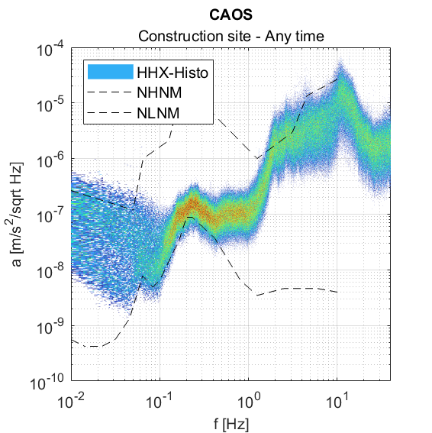 CAOS
Construction site - Any time
10^-4
10^-5
10^-6
10^-7
10^-8
10^-9
10^-10
a [m/s^2/sqrt Hz]
HHX-Histo
NHNM
NLNM
10^-2
10^-1
10^0
10^1
f [Hz]